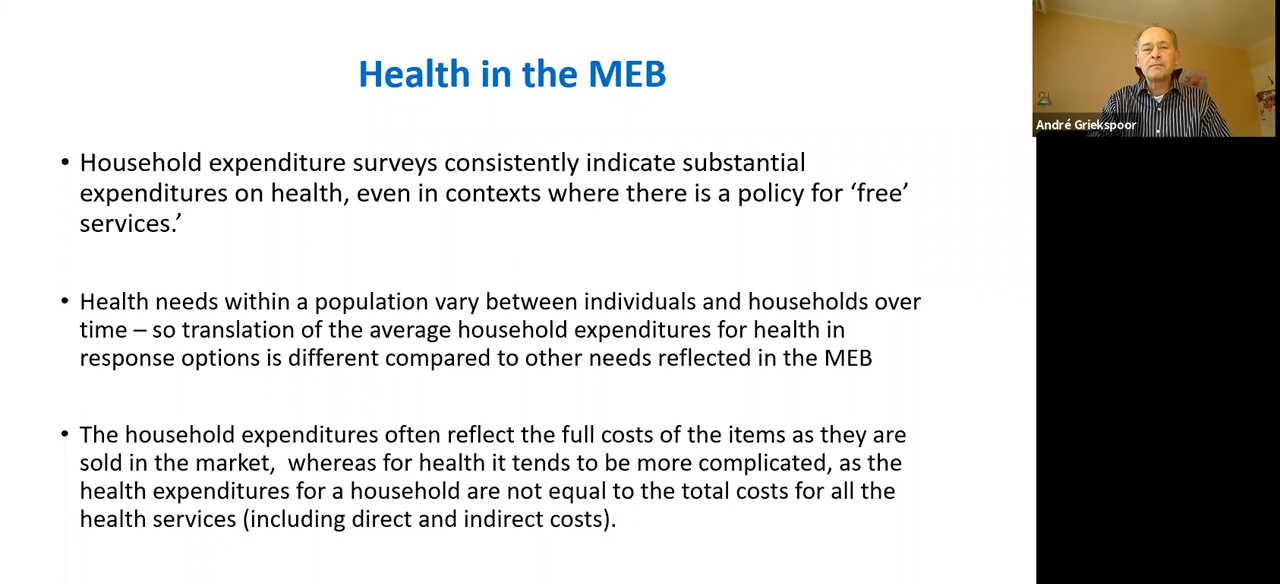 Health in the MEB
André Griekspoor
• Household expenditure surveys consistently indicate substantial
expenditures on health, even in contexts where there is a policy for ‘free’
services.’
• Health needs within a population vary between individuals and households over
time – so translation of the average household expenditures for health in
response options is different compared to other needs reflected in the MEB
• The household expenditures often reflect the full costs of the items as they are
sold in the market,  whereas for health it tends to be more complicated, as the
health expenditures for a household are not equal to the total costs for all the
health services (including direct and indirect costs).